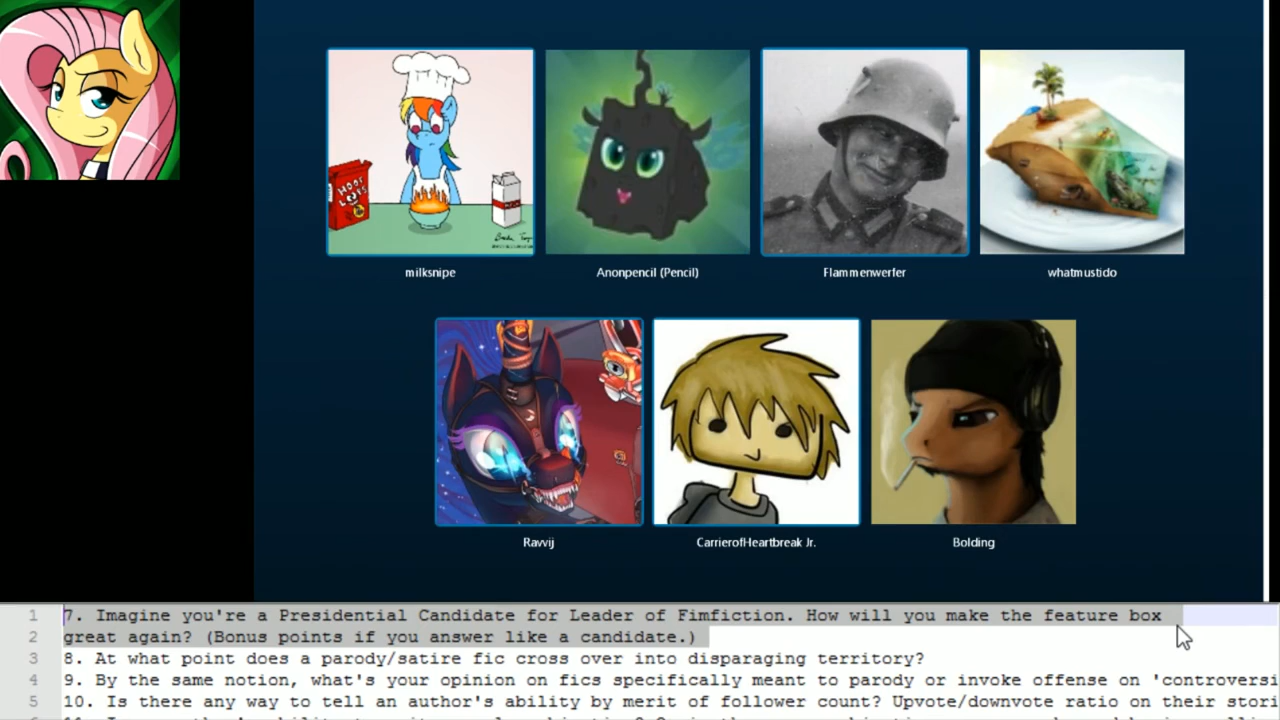 milksnipe
Anonpencil (Pencil)
Flammenwerfer
whatmustido
Ravvij
CarrierofHeartbreak Jr.
Bolding
1 7. Imagine you're a Presidential Candidate for Leader of Fimfiction. How will you make the feature box
2 great again? (Bonus points if you answer like a candidate.)
3 8. At what point does a parody/satire fic cross over into disparaging territory?
4 9. By the same notion, what's your opinion on fics specifically meant to parody or invoke offense on 'controversi
5 10. Is there any way to tell an author's ability by merit of follower count? Upvote/downvote ratio on their stori